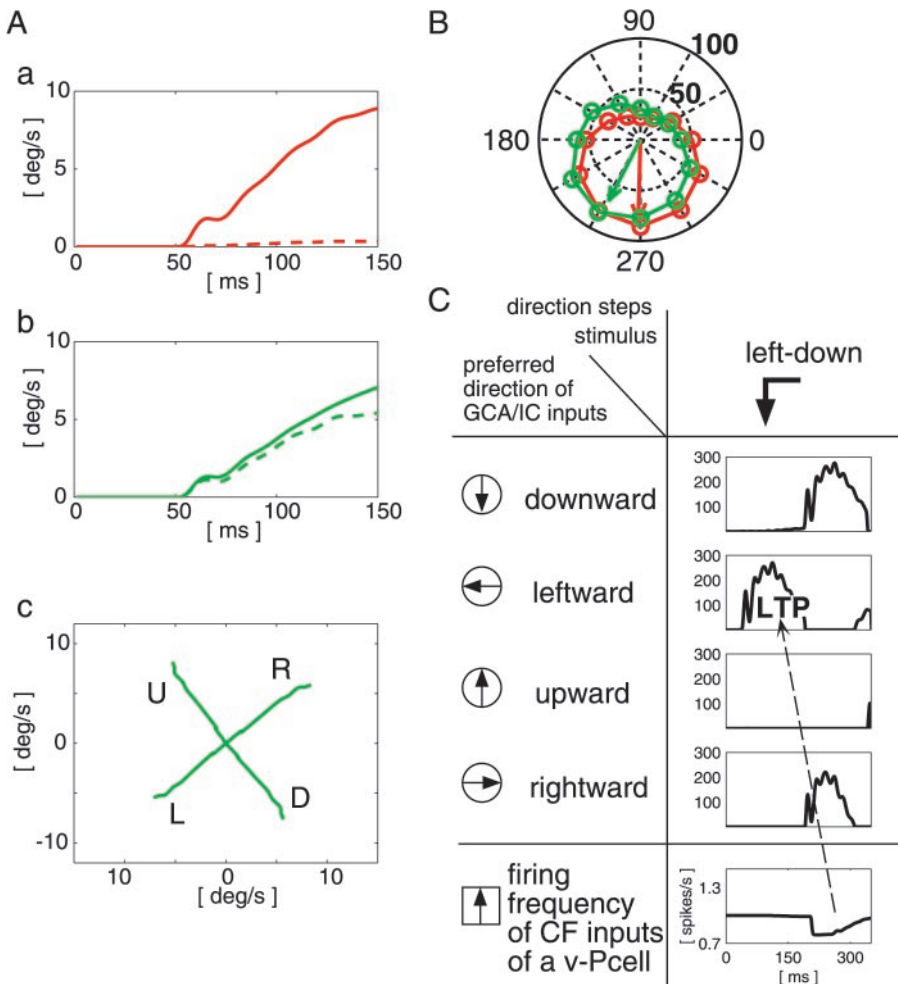 A
a
10
5
0
[ deg/s ]
0 50 100 150
[ ms ]
b
10
5
0
[ deg/s ]
0 50 100 150
[ ms ]
c
10
0
-10
[ deg/s ]
U R
L D
10 0 10
[ deg/s ]
B
90
100
50
180
0
270
C
direction steps
stimulus
preferred
direction of
GCA/IC inputs
left-down
downward
300
200
100
leftward
300
200
100
LTP
upward
300
200
100
rightward
300
200
100
firing
frequency
of CF inputs
of a v-Pcell
[ spikes/s ]
1.3
0.7
0 150 300
[ ms ]